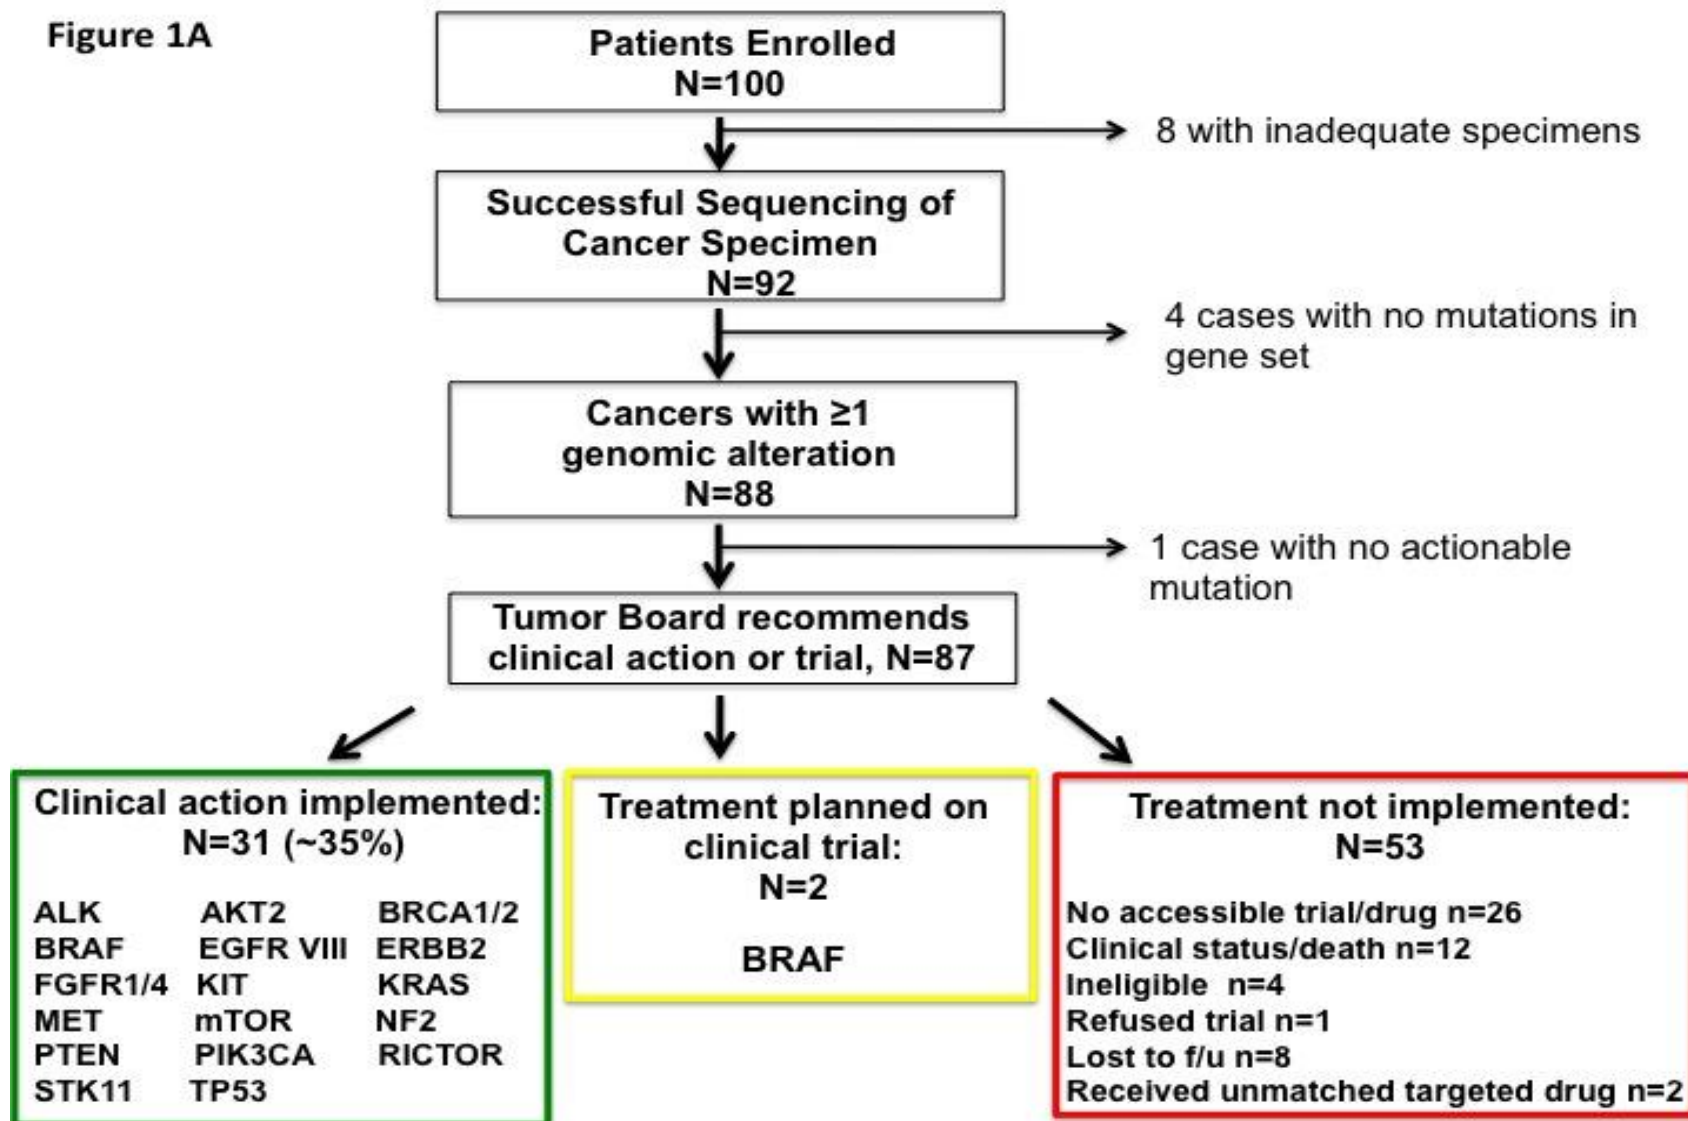 Figure 1A
Patients Enrolled
N=100
8 with inadequate specimens
Successful Sequencing of
Cancer Specimen
N=92
4 cases with no mutations in
gene set
Cancers with ≥1
genomic alteration
N=88
1 case with no actionable
mutation
Tumor Board recommends
clinical action or trial, N=87
Clinical action implemented:
N=31 (~35%)
ALK AKT2 BRCA1/2
BRAF EGFR VIII ERBB2
FGFR1/4 KIT KRAS
MET mTOR NF2
PTEN PIK3CA RICTOR
STK11 TP53
Treatment planned on
clinical trial:
N=2
BRAF
Treatment not implemented:
N=53
No accessible trial/drug n=26
Clinical status/death n=12
Ineligible n=4
Refused trial n=1
Lost to f/u n=8
Received unmatched targeted drug n=2